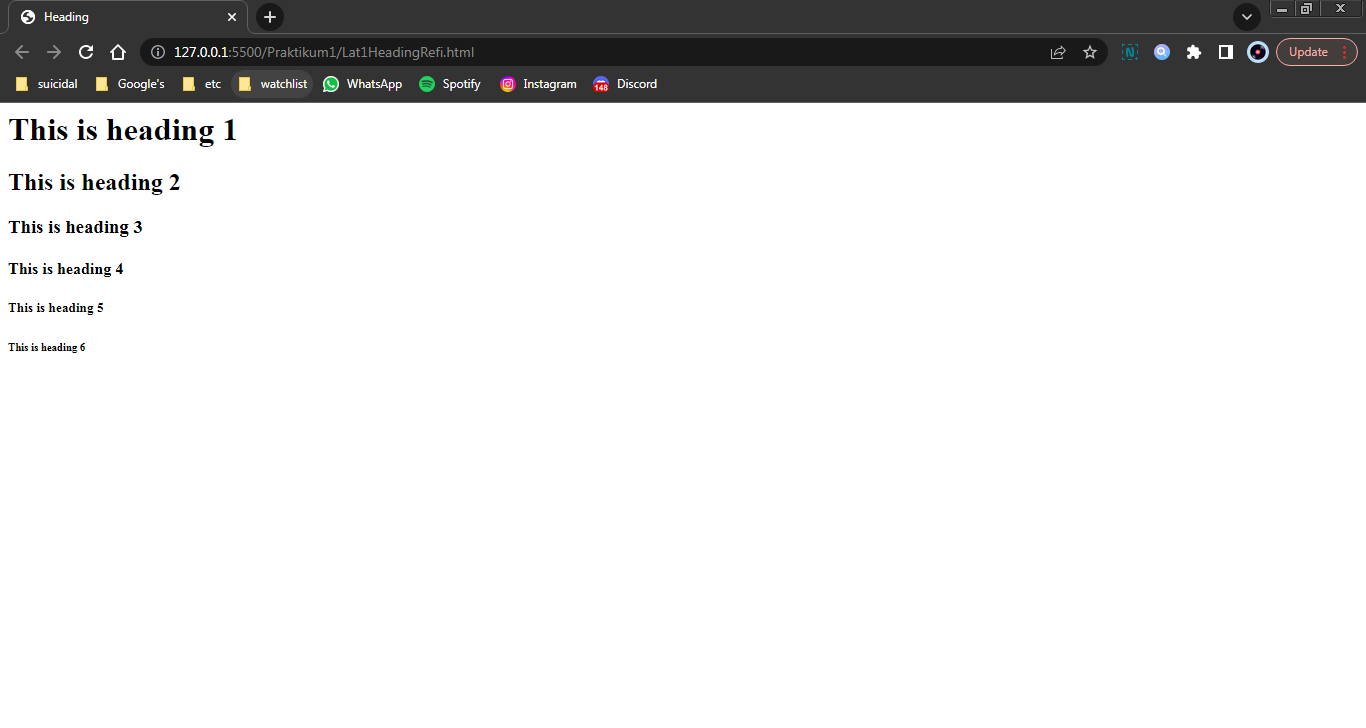 Heading
127.0.0.1:5500/Praktikum1/Lat1HeadingRefi.html
N
Update
suicidal Google's etc watchlist WhatsApp Spotify Instagram 148 Discord
This is heading 1
This is heading 2
This is heading 3
This is heading 4
This is heading 5
This is heading 6